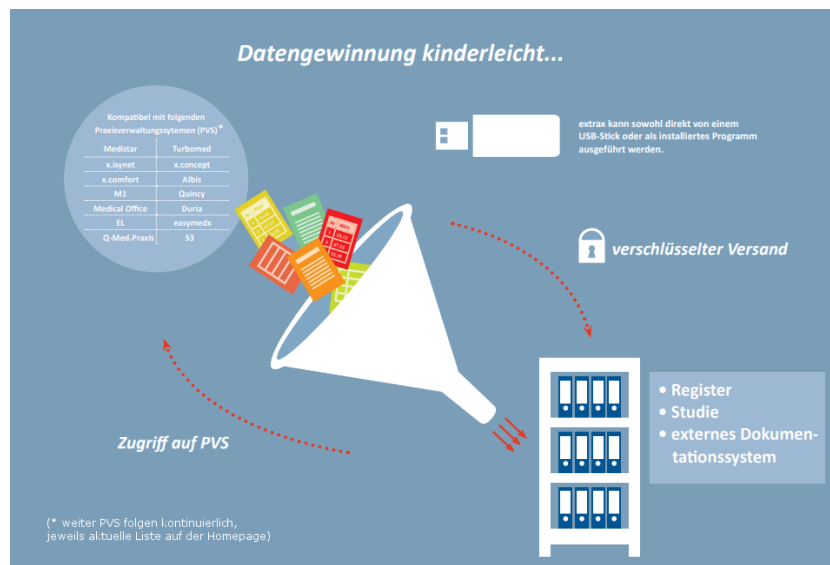 Datengewinnung kinderleicht...
Kompatibel mit folgenden
Praxisverwaltungssytemen (PVS)*
Medistar Turbomed
x.isynet x.concept
x.comfort Albis
M1 Quincy
Medical Office Duria
EL easymedx
Q-Med.Praxis S3
extrax kann sowohl direkt von einem
USB-Stick oder als installiertes Programm
ausgeführt werden.
verschlüsselter Versand
• Register
• Studie
• externes Dokumen-
tationssystem
Zugriff auf PVS
(* weiter PVS folgen kontinuierlich,
jeweils aktuelle Liste auf der Homepage)